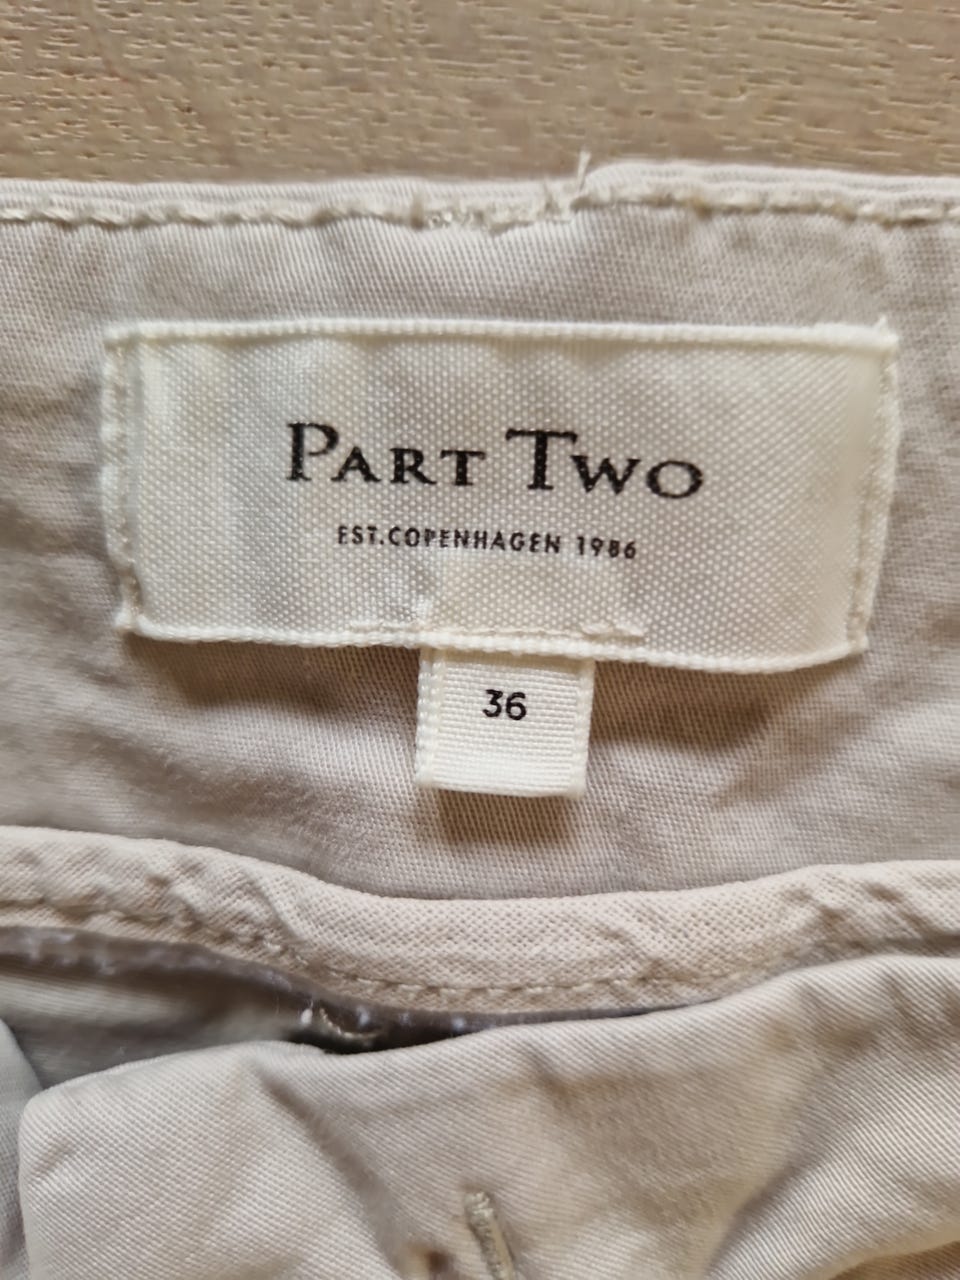 PART TWO
EST.COPENHAGEN 1986
36